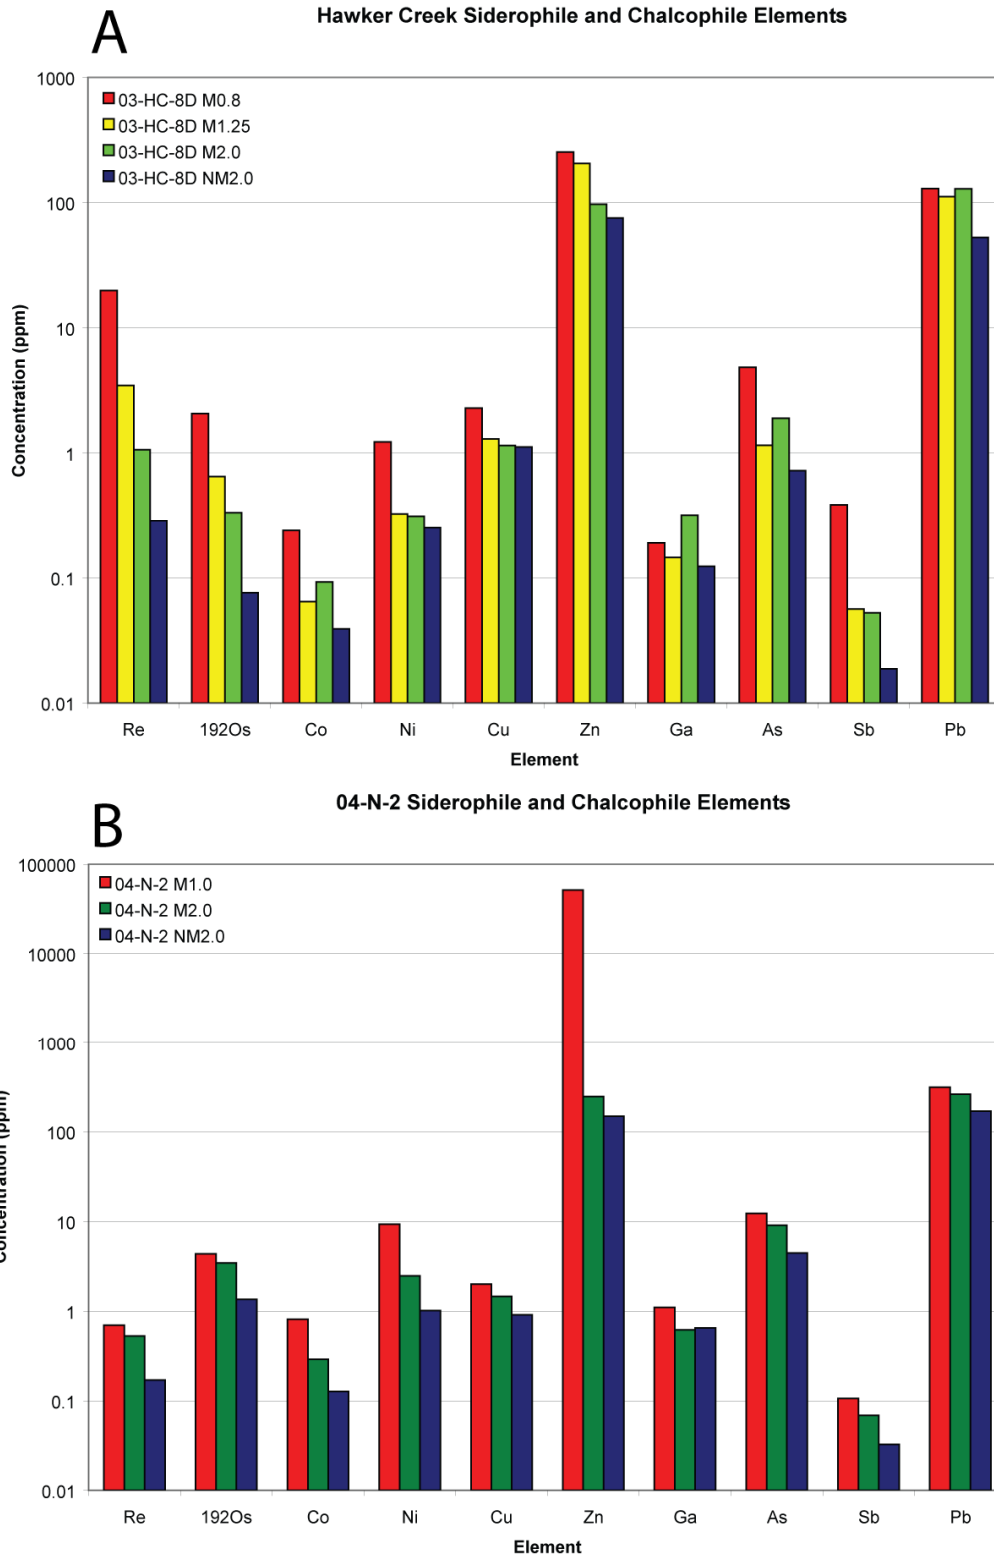 A
Hawker Creek Siderophile and Chalcophile Elements
1000
100
10
1
0.1
0.01
Concentration (ppm)
03-HC-8D M0.8
03-HC-8D M1.25
03-HC-8D M2.0
03-HC-8D NM2.0
Re 192Os Co Ni Cu Zn Ga As Sb Pb
Element
B
04-N-2 Siderophile and Chalcophile Elements
100000
10000
1000
100
10
1
0.1
0.01
Concentration (ppm)
04-N-2 M1.0
04-N-2 M2.0
04-N-2 NM2.0
Re 192Os Co Ni Cu Zn Ga As Sb Pb
Element